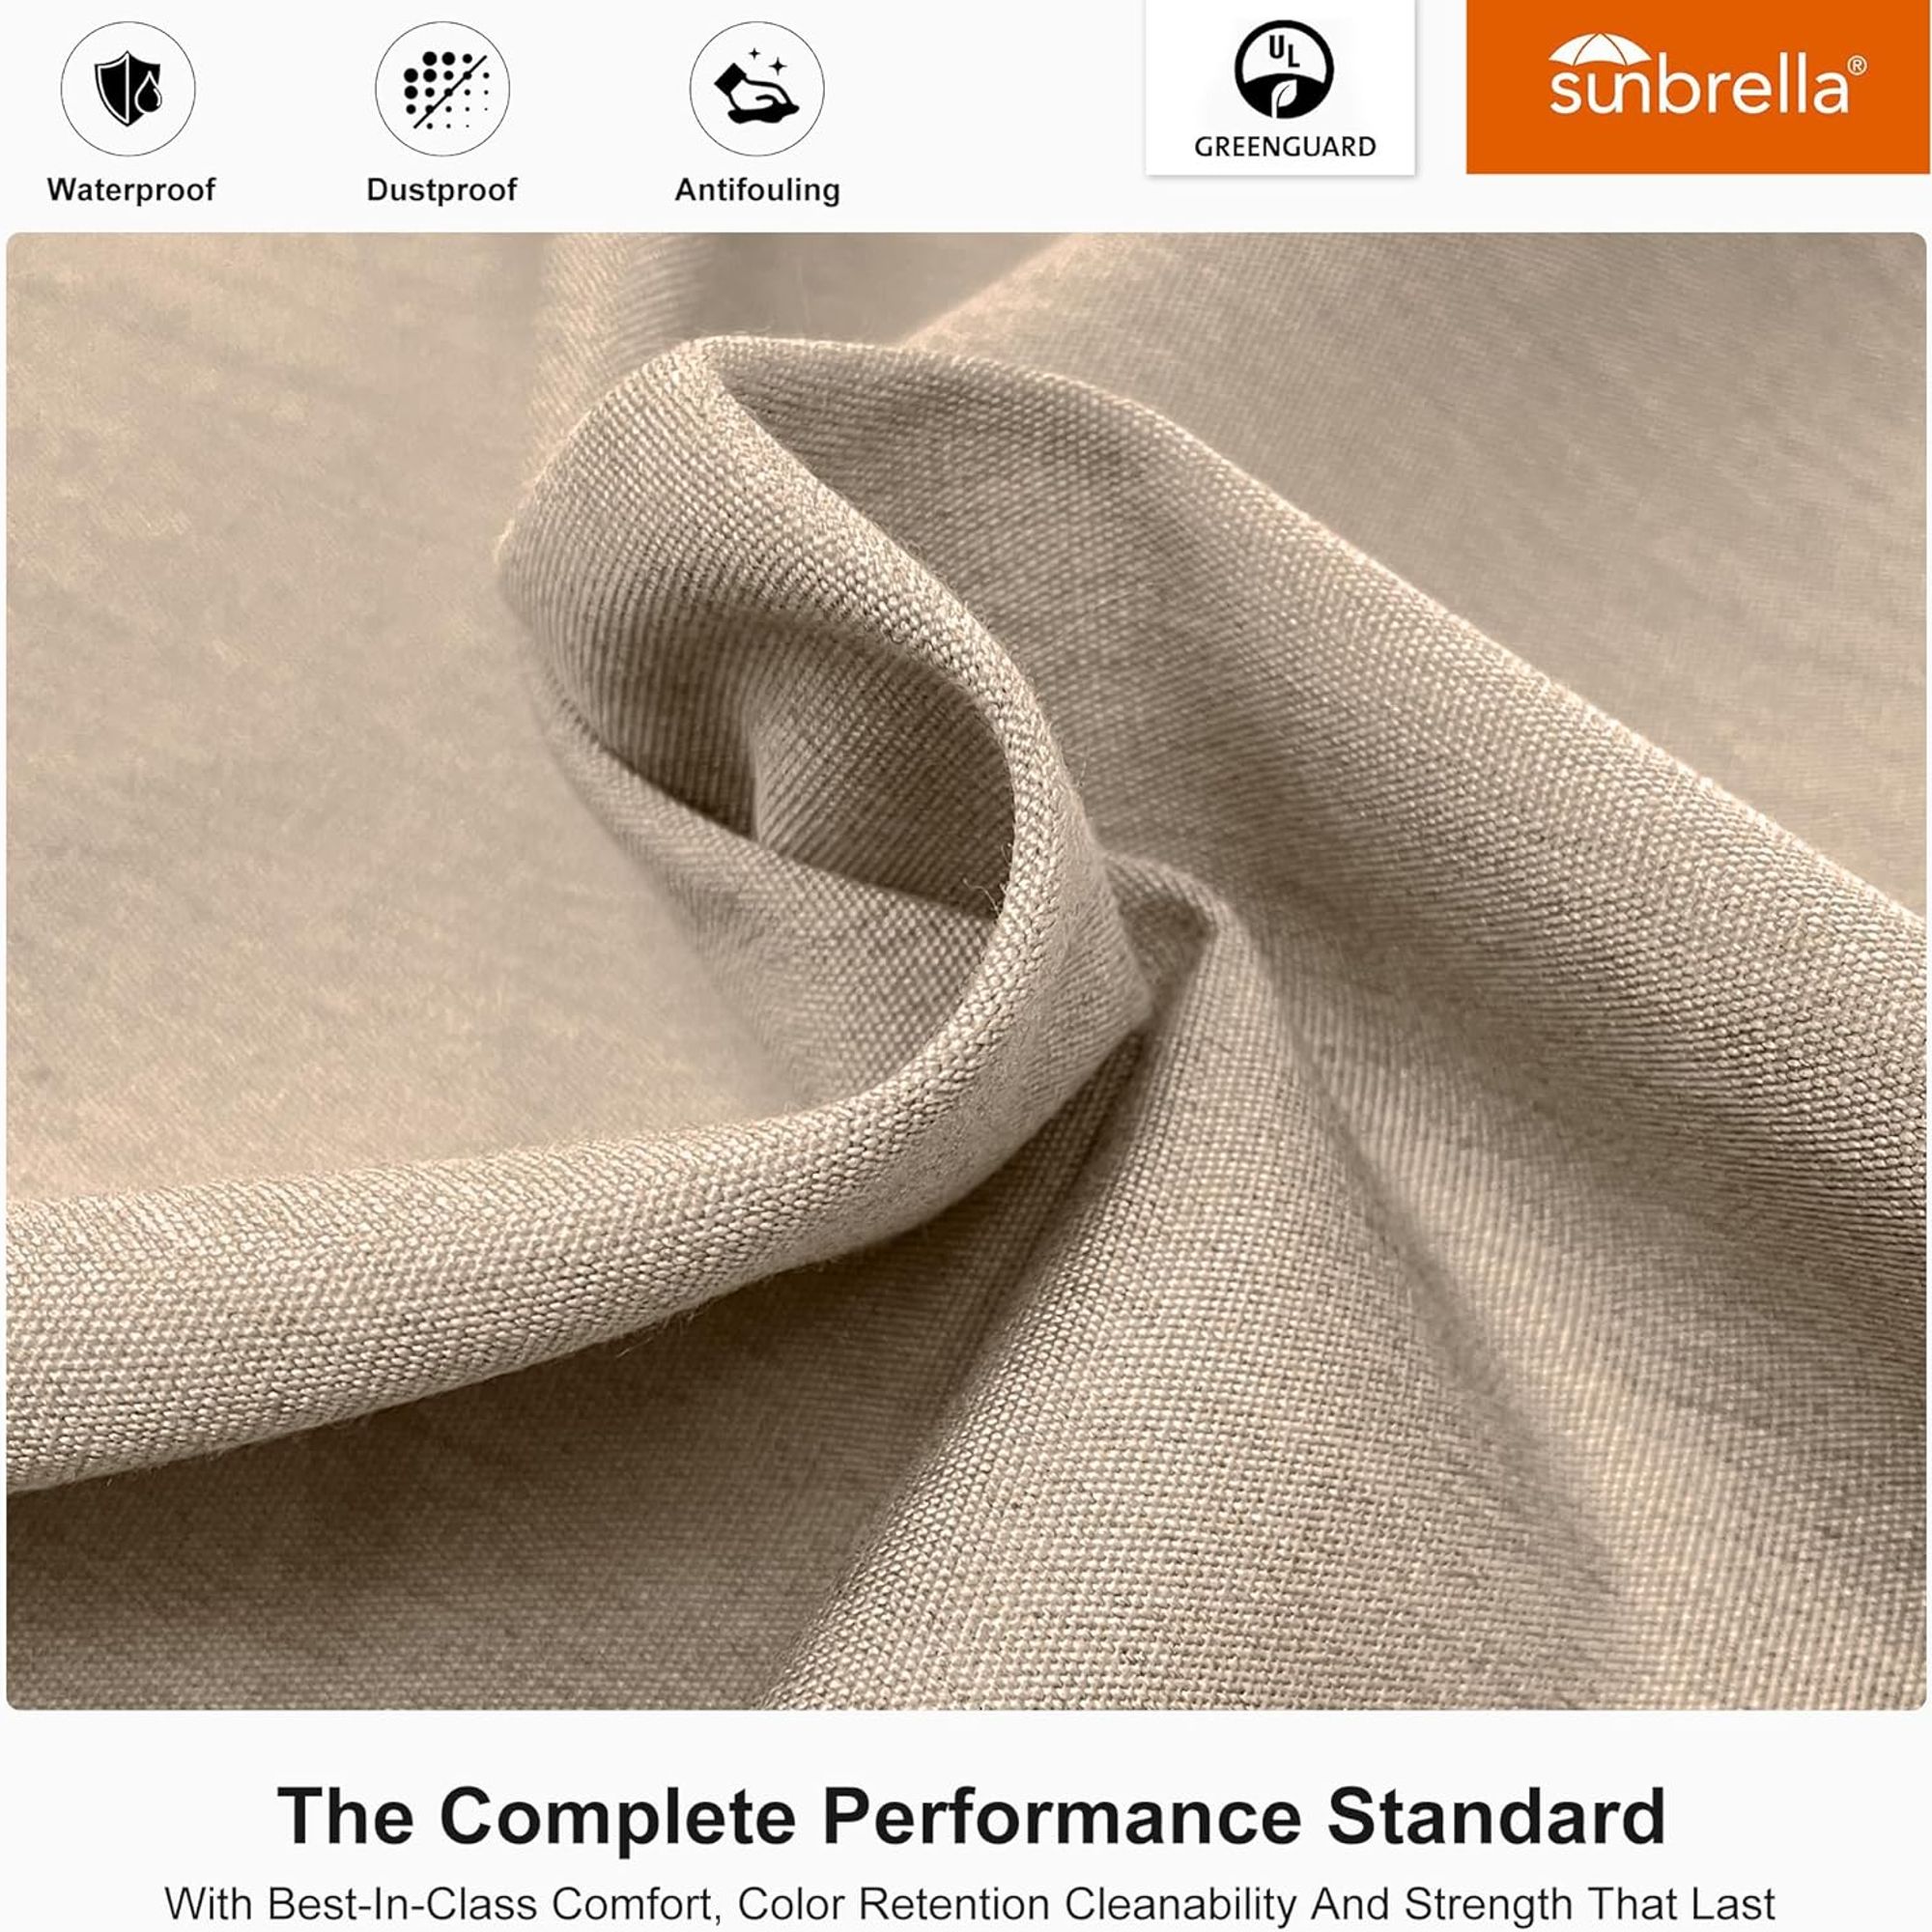 Waterproof
Dustproof
Antifouling
UL
GREENGUARD
sunbrella®
The Complete Performance Standard
With Best-In-Class Comfort, Color Retention Cleanability And Strength That Last